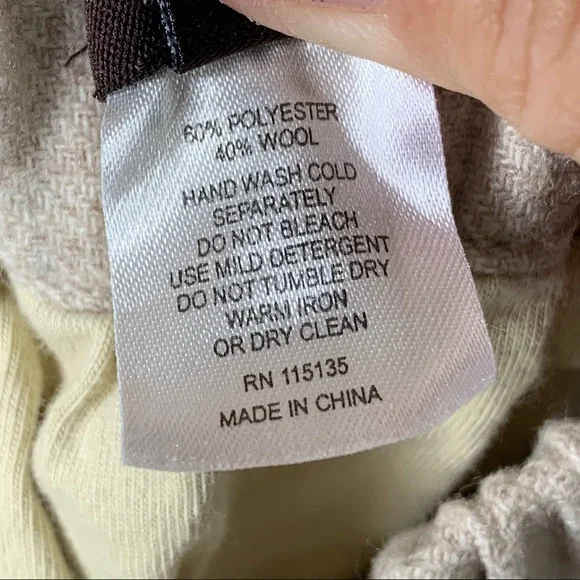 60% POLYESTER
40% WOOL
HAND WASH COLD
SEPARATELY
DO NOT BLEACH
USE MILD DETERGENT
DO NOT TUMBLE DRY
WARM IRON
OR DRY CLEAN
RN 115135
MADE IN CHINA